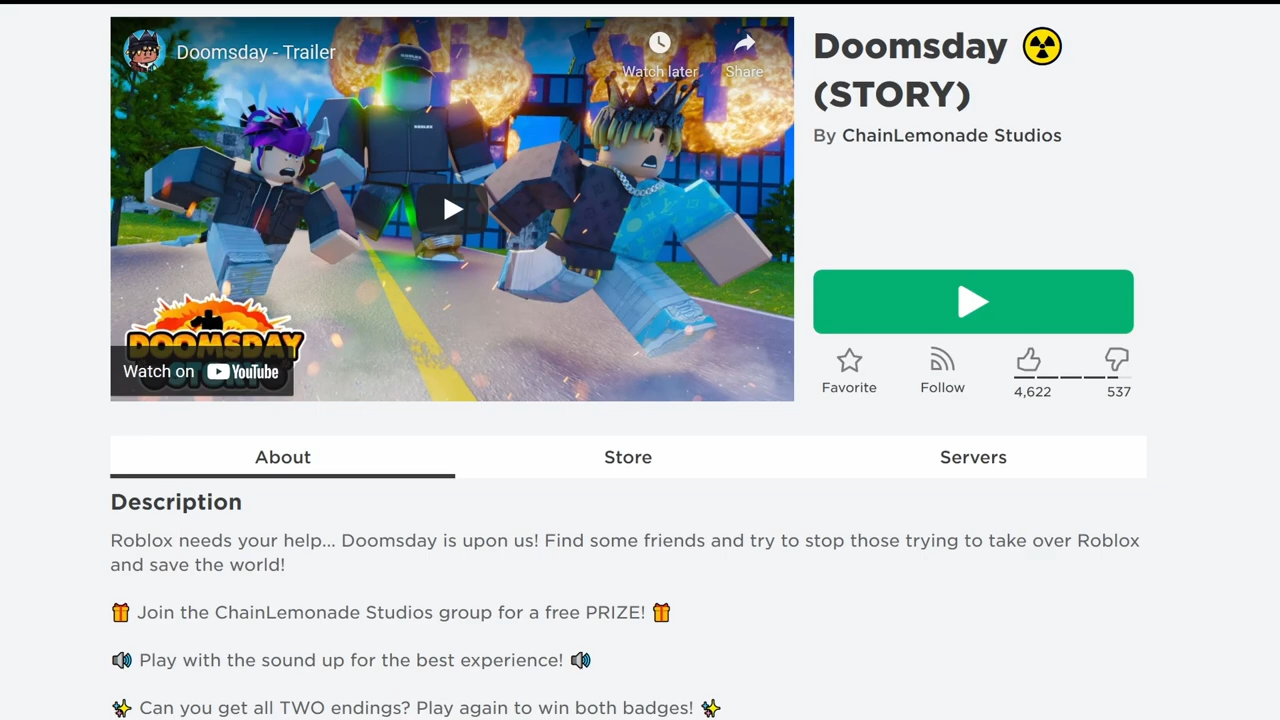 Doomsday - Trailer
Watch later
Share
ROBLOX
DOOMSDAY
Watch on YouTube
Doomsday ☢️
(STORY)
By ChainLemonade Studios
Favorite
Follow
4,622
537
About
Store
Servers
Description
Roblox needs your help... Doomsday is upon us! Find some friends and try to stop those trying to take over Roblox
and save the world!
🎁 Join the ChainLemonade Studios group for a free PRIZE! 🎁
🔊 Play with the sound up for the best experience! 🔊
✨ Can you get all TWO endings? Play again to win both badges! ✨